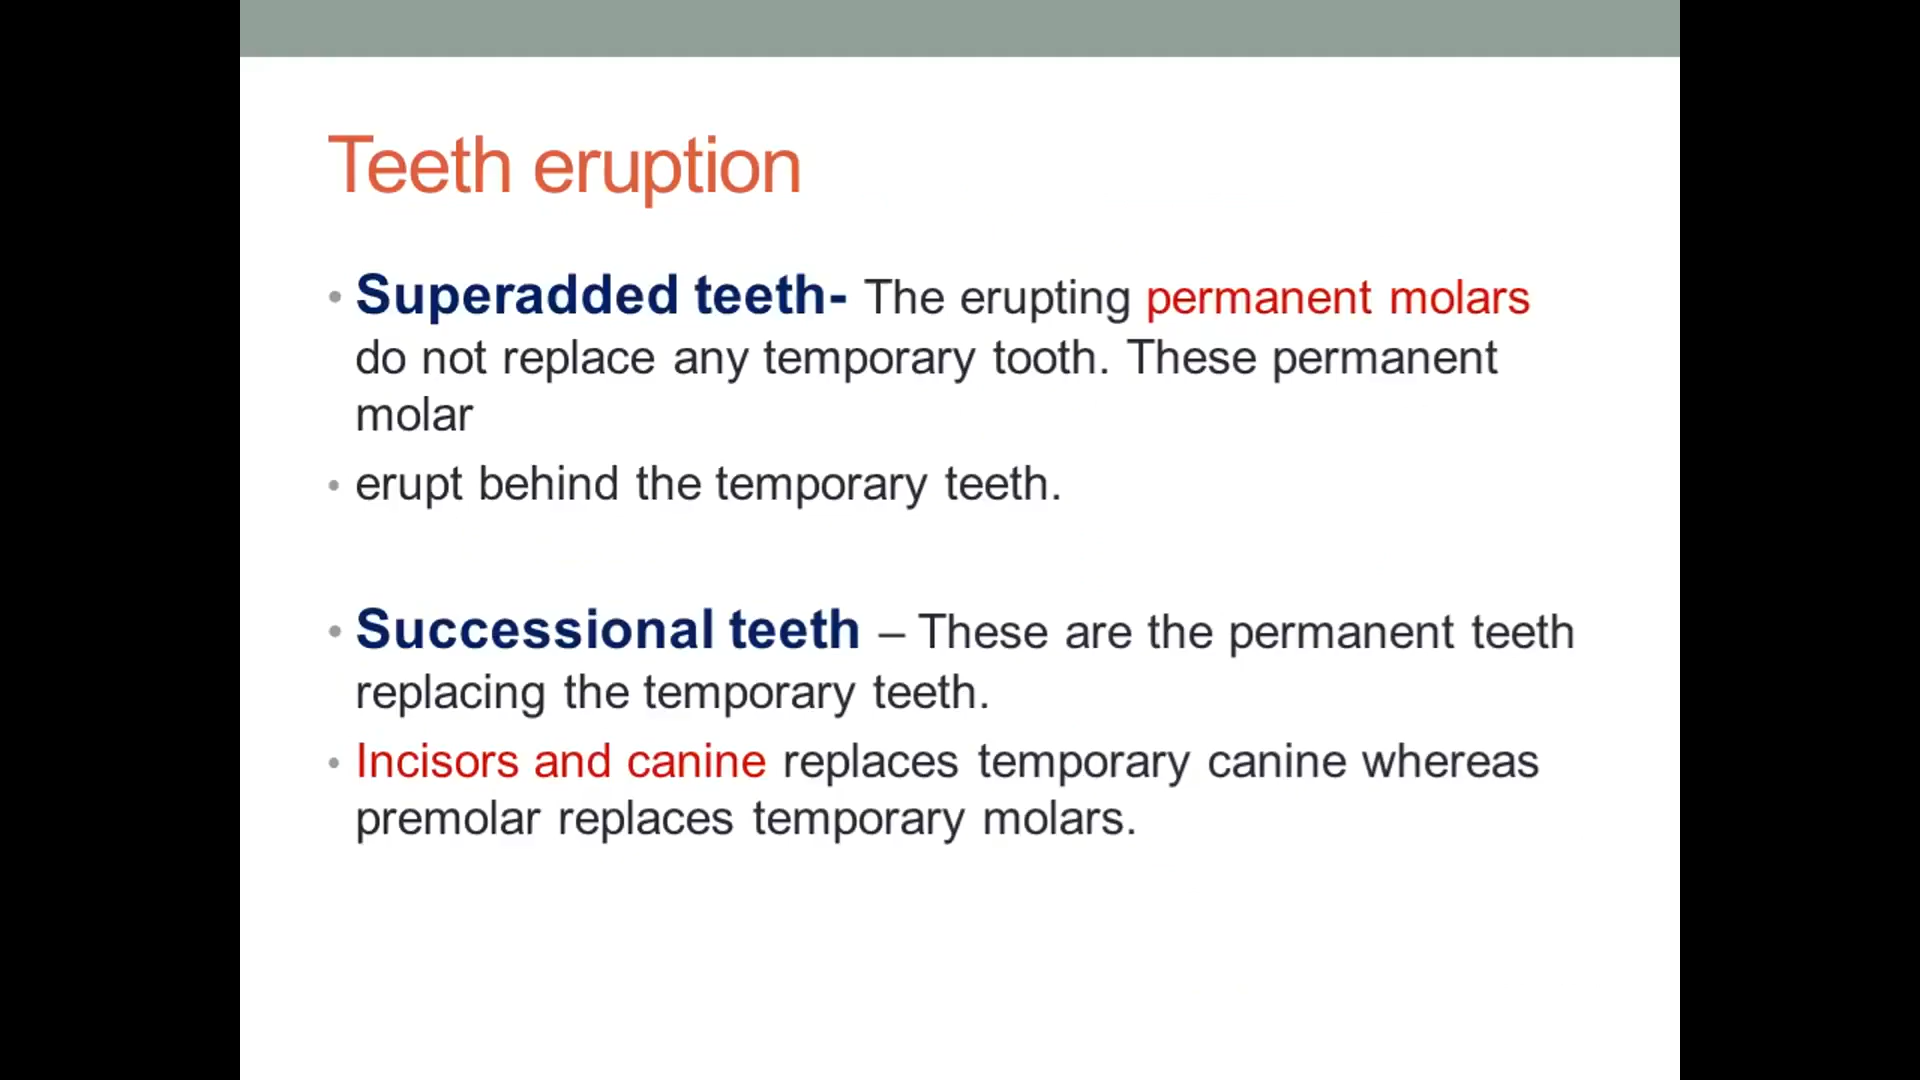 Teeth eruption
• Superadded teeth- The erupting permanent molars
do not replace any temporary tooth. These permanent
molar
• erupt behind the temporary teeth.
• Successional teeth – These are the permanent teeth
replacing the temporary teeth.
• Incisors and canine replaces temporary canine whereas
premolar replaces temporary molars.